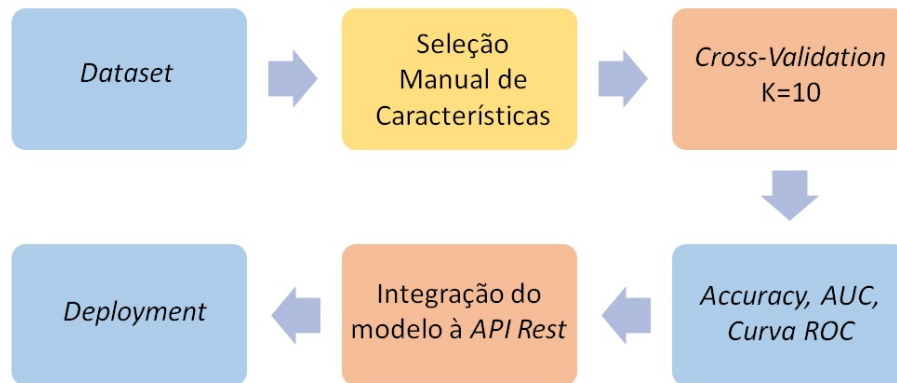 Dataset
Seleção
Manual de
Características
Cross-Validation
K=10
Accuracy, AUC,
Curva ROC
Integração do
modelo à API Rest
Deployment